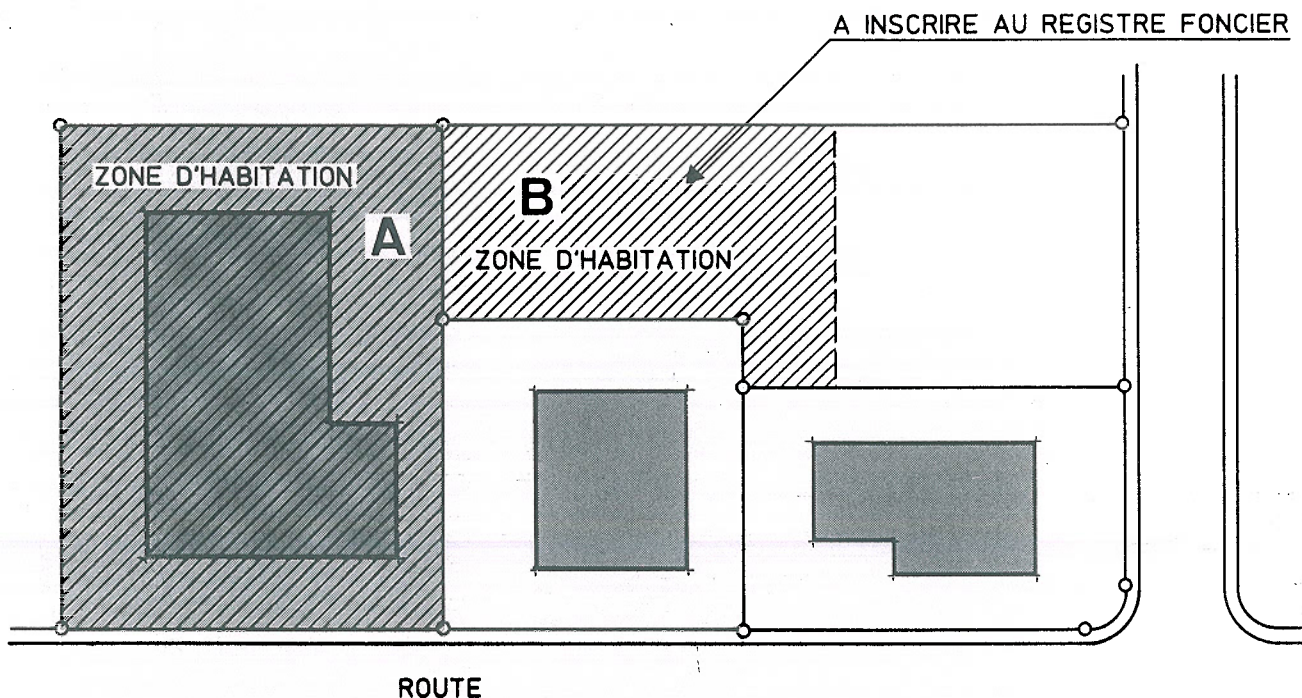 A INSCRIRE AU REGISTRE FONCIER
ZONE D'HABITATION
A
B
ZONE D'HABITATION
ROUTE